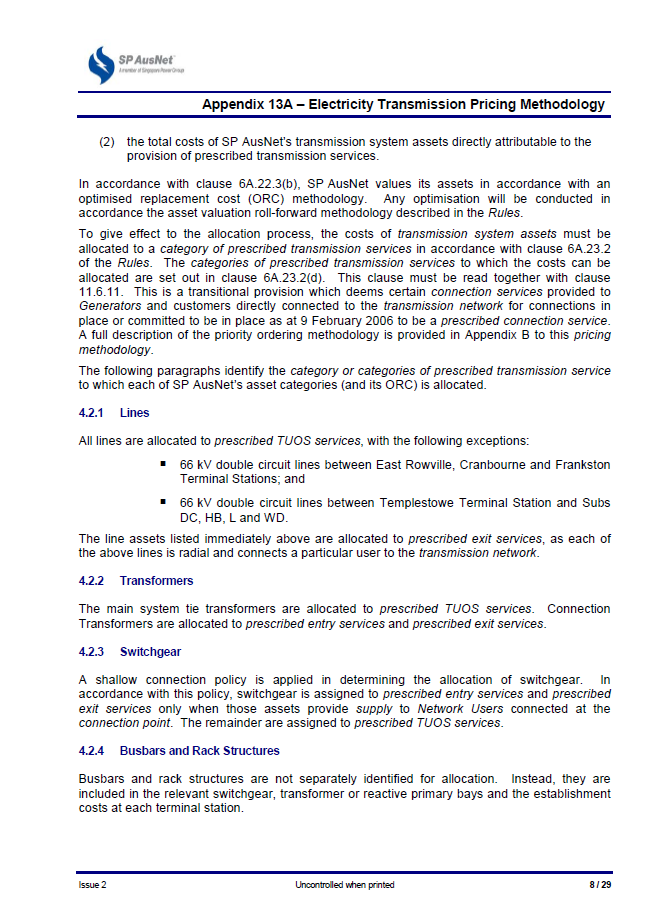 SP AusNet™
A member of Singapore Power Group
Appendix 13A – Electricity Transmission Pricing Methodology
(2) the total costs of SP AusNet's transmission system assets directly attributable to the
provision of prescribed transmission services.
In accordance with clause 6A.22.3(b), SP AusNet values its assets in accordance with an
optimised replacement cost (ORC) methodology. Any optimisation will be conducted in
accordance the asset valuation roll-forward methodology described in the Rules.
To give effect to the allocation process, the costs of transmission system assets must be
allocated to a category of prescribed transmission services in accordance with clause 6A.23.2
of the Rules. The categories of prescribed transmission services to which the costs can be
allocated are set out in clause 6A.23.2(d). This clause must be read together with clause
11.6.11. This is a transitional provision which deems certain connection services provided to
Generators and customers directly connected to the transmission network for connections in
place or committed to be in place as at 9 February 2006 to be a prescribed connection service.
A full description of the priority ordering methodology is provided in Appendix B to this pricing
methodology.
The following paragraphs identify the category or categories of prescribed transmission service
to which each of SP AusNet's asset categories (and its ORC) is allocated.
4.2.1 Lines
All lines are allocated to prescribed TUOS services, with the following exceptions:
▪ 66 kV double circuit lines between East Rowville, Cranbourne and Frankston
Terminal Stations; and
▪ 66 kV double circuit lines between Templestowe Terminal Station and Subs
DC, HB, L and WD.
The line assets listed immediately above are allocated to prescribed exit services, as each of
the above lines is radial and connects a particular user to the transmission network.
4.2.2 Transformers
The main system tie transformers are allocated to prescribed TUOS services. Connection
Transformers are allocated to prescribed entry services and prescribed exit services.
4.2.3 Switchgear
A shallow connection policy is applied in determining the allocation of switchgear. In
accordance with this policy, switchgear is assigned to prescribed entry services and prescribed
exit services only when those assets provide supply to Network Users connected at the
connection point. The remainder are assigned to prescribed TUOS services.
4.2.4 Busbars and Rack Structures
Busbars and rack structures are not separately identified for allocation. Instead, they are
included in the relevant switchgear, transformer or reactive primary bays and the establishment
costs at each terminal station.
Issue 2 Uncontrolled when printed 8 / 29